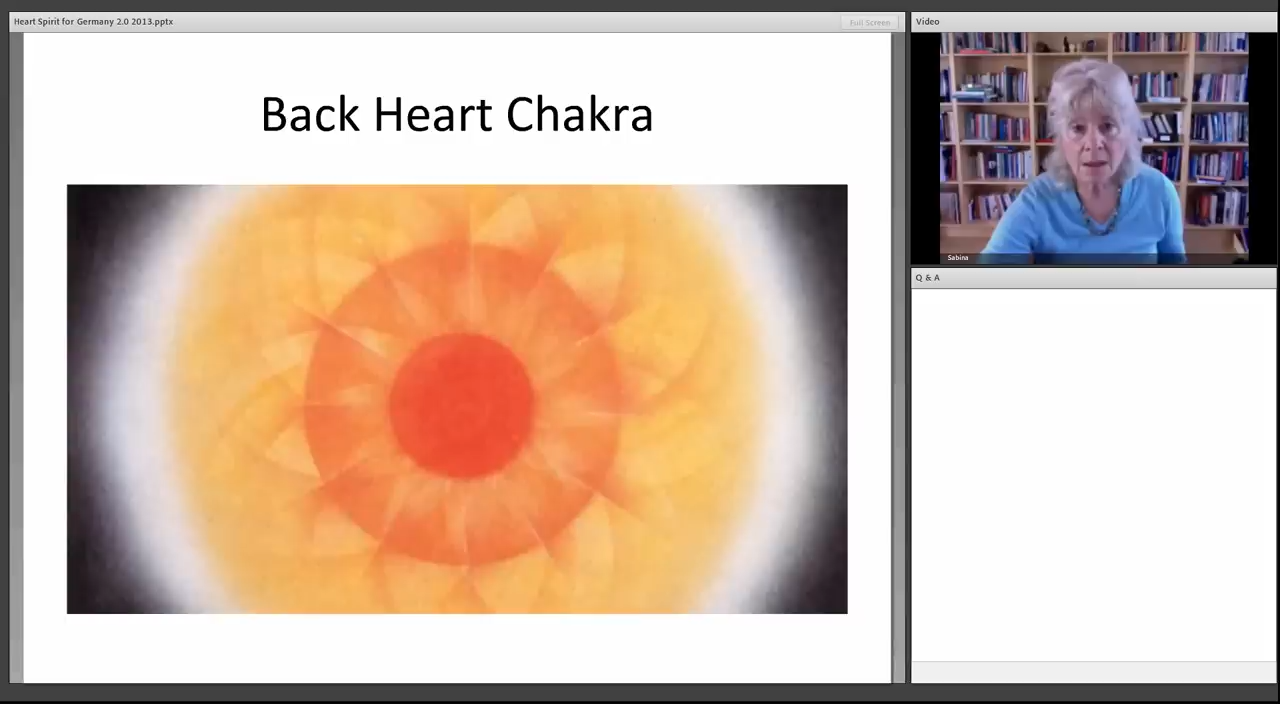 Heart Spirit for Germany 2.0 2013.pptx
Full Screen
Video
Back Heart Chakra
Sabina
Q & A